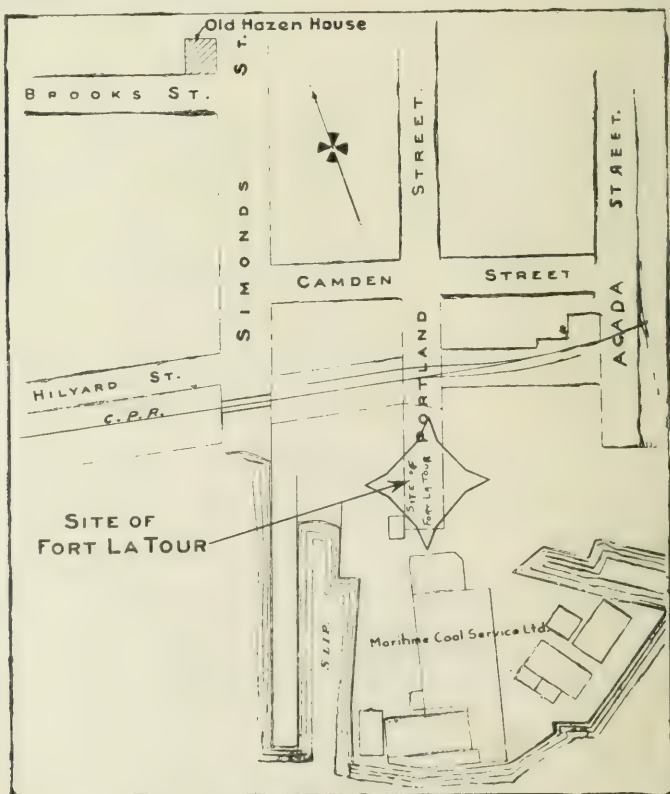 Old Hazen House
BROOKS ST.
SIMONDS ST.
PORTLAND STREET.
ACADA STREET.
CAMDEN STREET
HILYARD ST.
C.P.R.
SITE OF
FORT LA TOUR
SITE OF
FORT LA TOUR
SLIP.
Maritime Coal Service Ltd.